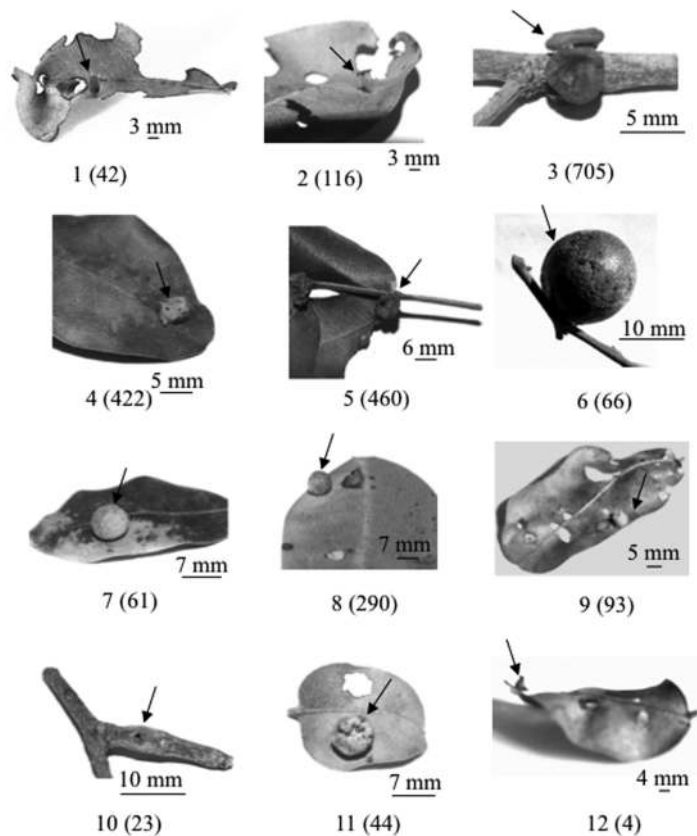 3 mm
3 mm
5 mm
1 (42)
2 (116)
3 (705)
5 mm
6 mm
10 mm
4 (422)
5 (460)
6 (66)
7 mm
7 mm
5 mm
7 (61)
8 (290)
9 (93)
10 mm
7 mm
4 mm
10 (23)
11 (44)
12 (4)